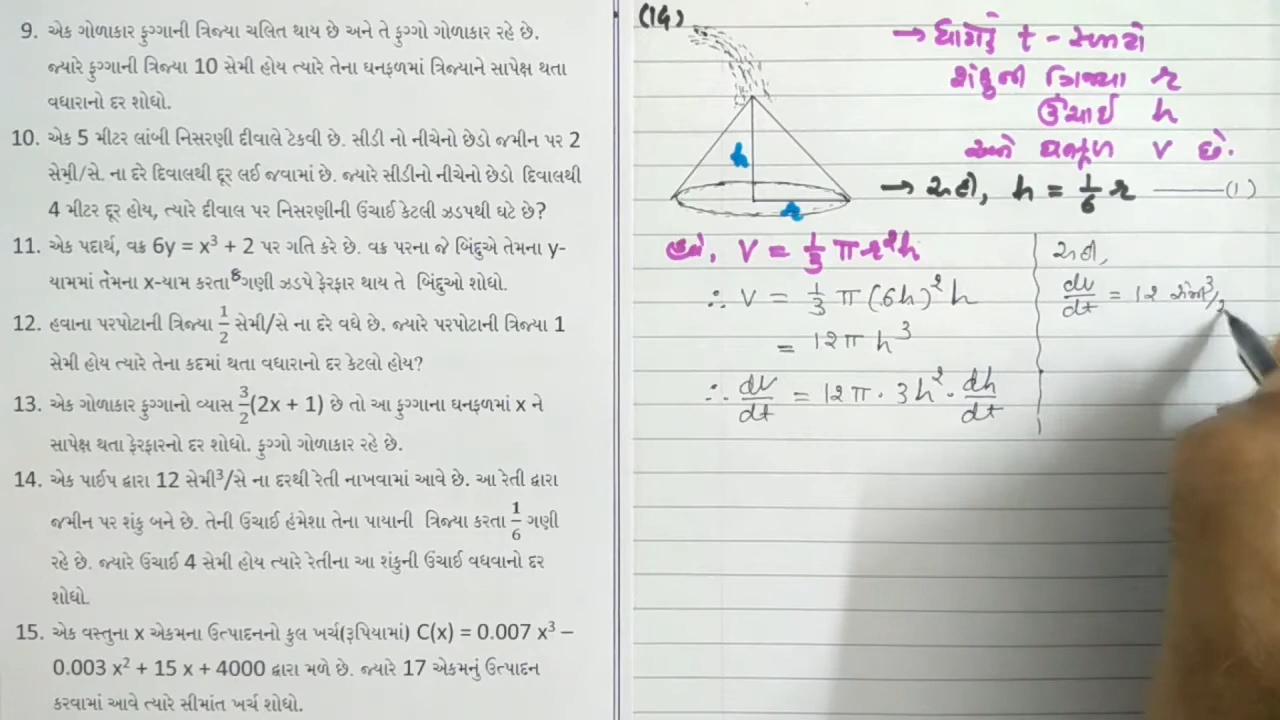 9. એક ગોળાકાર ફુગ્ગાની ત્રિજ્યા ચલિત થાય છે અને તે ફુગ્ગો ગોળાકાર રહે છે.
જ્યારે ફુગ્ગાની ત્રિજ્યા 10 સેમી હોય ત્યારે તેના ઘનફળમાં ત્રિજ્યાને સાપેક્ષ થતા
વધારાનો દર શોધો.
10. એક 5 મીટર લાંબી નિસરણી દીવાલે ટેકવી છે. સીડી નો નીચેનો છેડો જમીન પર 2
સેમી/સે. ના દરે દિવાલથી દૂર લઈ જવામાં છે. જ્યારે સીડીનો નીચેનો છેડો દિવાલથી
4 મીટર દૂર હોય, ત્યારે દીવાલ પર નિસરણીની ઉંચાઈ કેટલી ઝડપથી ઘટે છે?
11. એક પદાર્થ, વક્ર 6y = x³ + 2 પર ગતિ કરે છે. વક્ર પરના જે બિંદુએ તેમના y-
યામમાં તેમના x-યામ કરતા 8 ગણી ઝડપે ફેરફાર થાય તે બિંદુઓ શોધો.
12. હવાના પરપોટાની ત્રિજ્યા 1/2 સેમી/સે ના દરે વધે છે. જ્યારે પરપોટાની ત્રિજ્યા 1
સેમી હોય ત્યારે તેના કદમાં થતા વધારાનો દર કેટલો હોય?
13. એક ગોળાકાર ફુગ્ગાનો વ્યાસ 3/2(2x + 1) છે તો આ ફુગ્ગાના ઘનફળમાં x ને
સાપેક્ષ થતા ફેરફારનો દર શોધો. ફુગ્ગો ગોળાકાર રહે છે.
14. એક પાઈપ દ્વારા 12 સેમી³/સે ના દરથી રેતી નાખવામાં આવે છે. આ રેતી દ્વારા
જમીન પર શંકુ બને છે. તેની ઉંચાઈ હંમેશા તેના પાયાની ત્રિજ્યા કરતા 1/6 ગણી
રહે છે. જ્યારે ઉંચાઈ 4 સેમી હોય ત્યારે રેતીના આ શંકુની ઉંચાઈ વધવાનો દર
શોધો.
15. એક વસ્તુના x એકમના ઉત્પાદનનો કુલ ખર્ચ(રૂપિયામાં) C(x) = 0.007 x³ –
0.003 x² + 15 x + 4000 દ્વારા મળે છે. જ્યારે 17 એકમનું ઉત્પાદન
કરવામાં આવે ત્યારે સીમાંત ખર્ચ શોધો.
(14)
→ ધારોકે t - સમયે
શંકુની ત્રિજ્યા r
ઊંચાઈ h
અને ઘનફળ V છે.
h
r
→ અહીં, h = 1/6 r ——(1)
હવે, V = 1/3 πr²h
∴ V = 1/3 π(6h)² h
= 12π h³
∴ dv/dt = 12π · 3h² · dh/dt
અહીં,
dv/dt = 12 સેમી³/